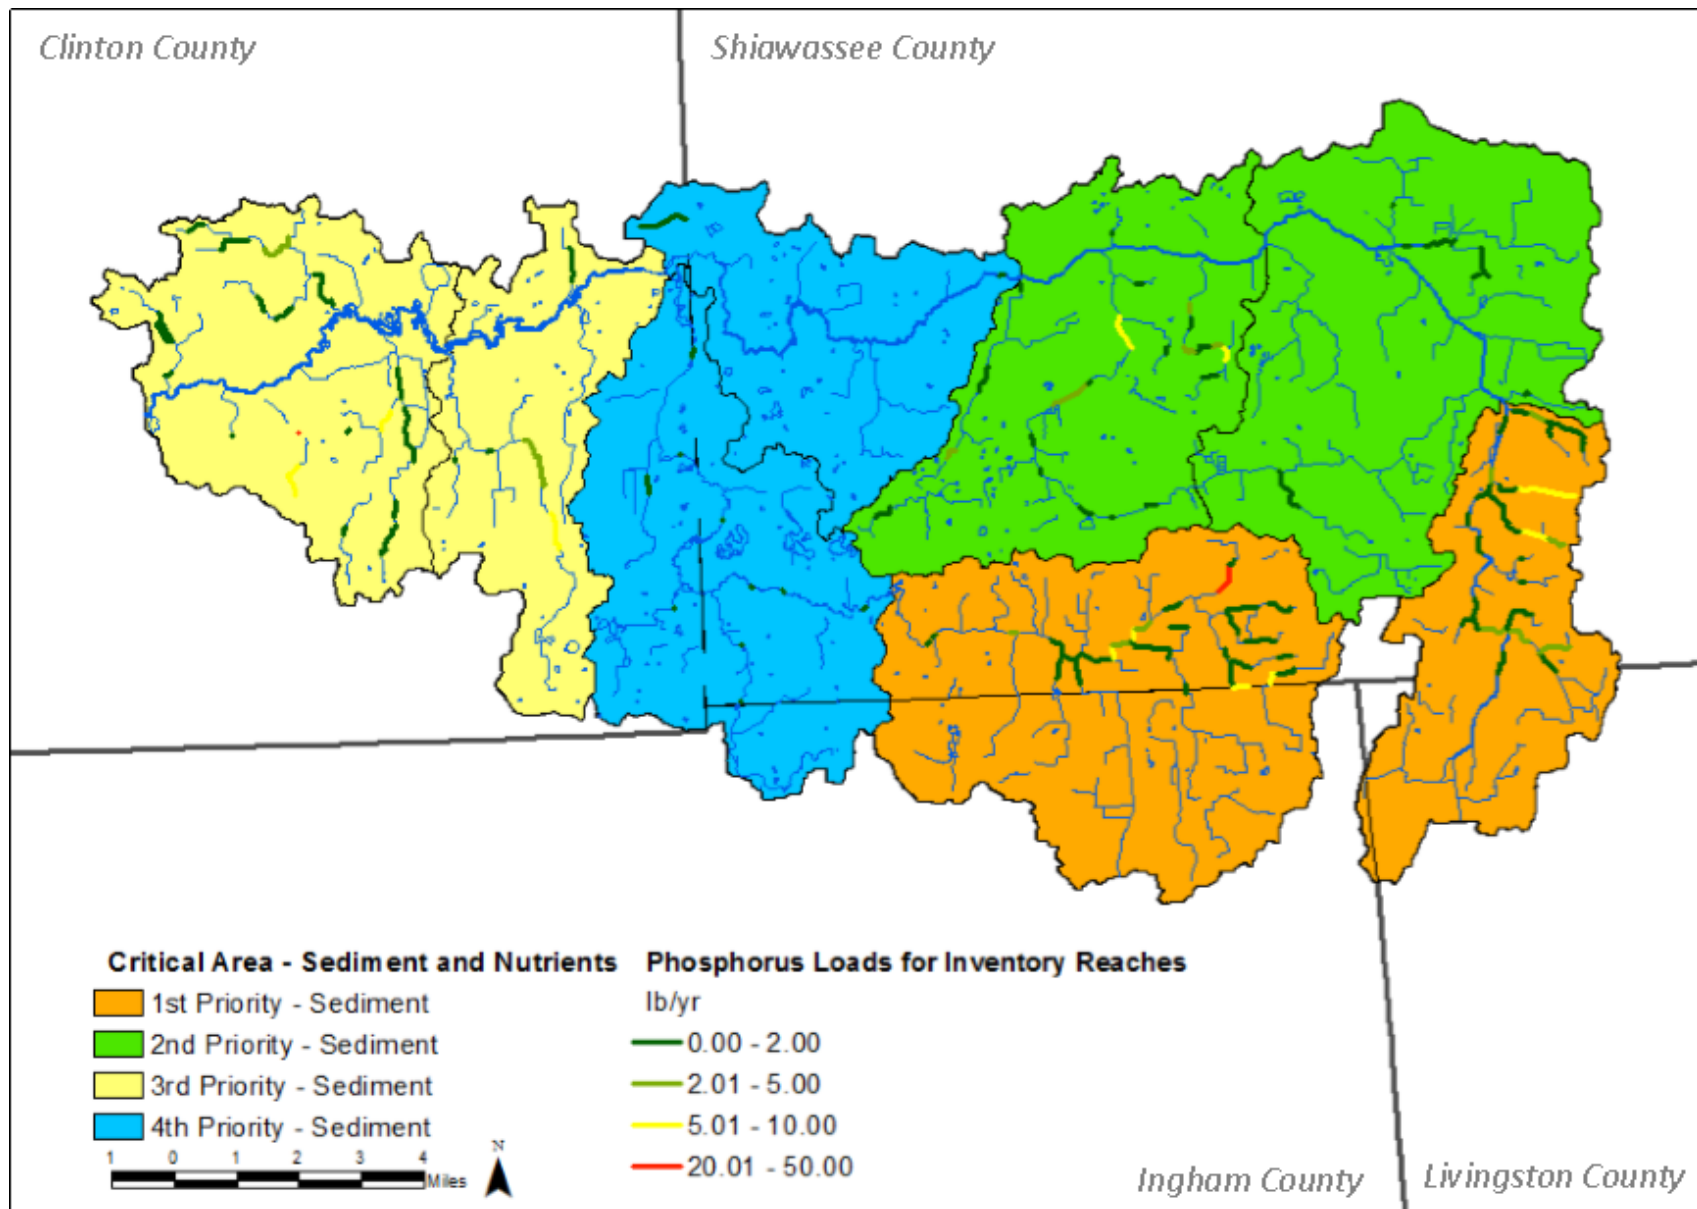 Clinton County
Shiawassee County
Critical Area - Sediment and Nutrients
1st Priority - Sediment
2nd Priority - Sediment
3rd Priority - Sediment
4th Priority - Sediment
1 0 1 2 3 4
Miles
N
Phosphorus Loads for Inventory Reaches
lb/yr
0.00 - 2.00
2.01 - 5.00
5.01 - 10.00
20.01 - 50.00
Ingham County
Livingston County